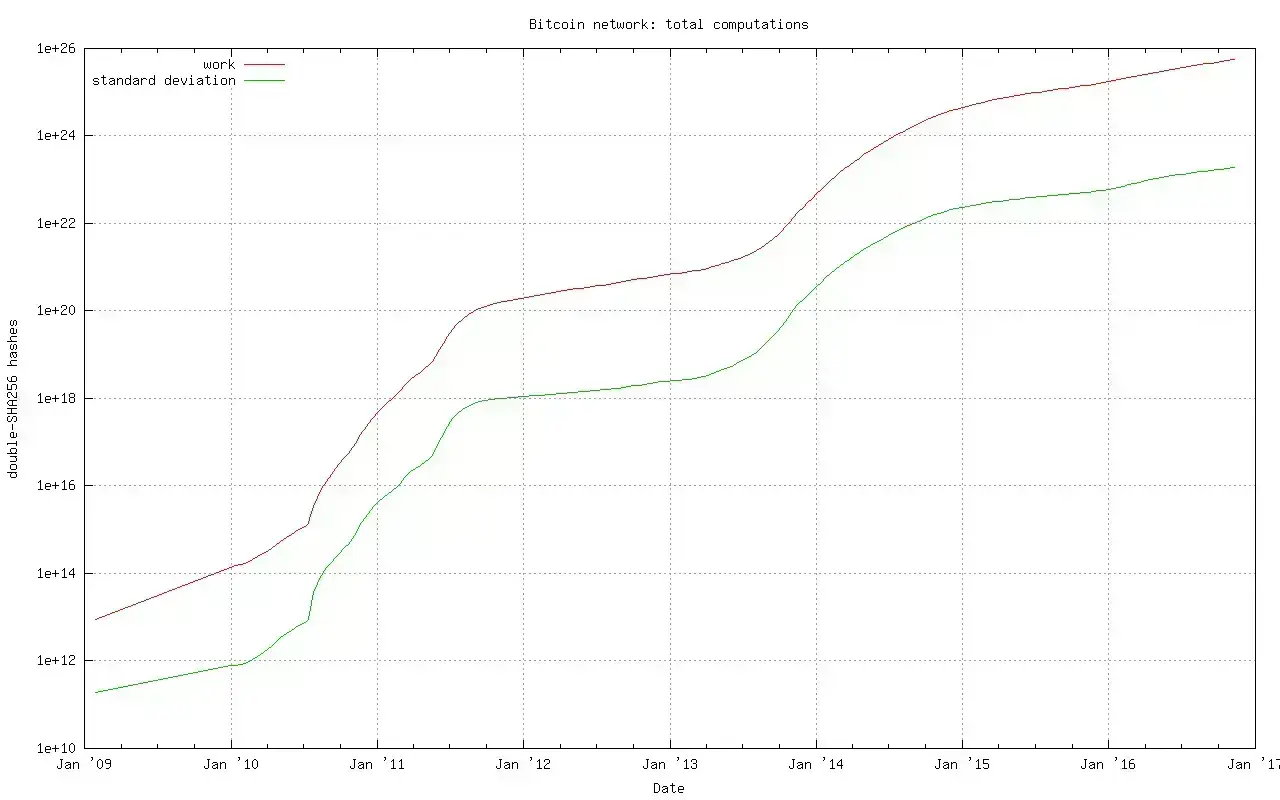 Bitcoin network: total computations
work
standard deviation
1e+26
1e+24
1e+22
1e+20
1e+18
1e+16
1e+14
1e+12
1e+10
double-SHA256 hashes
Jan '09 Jan '10 Jan '11 Jan '12 Jan '13 Jan '14 Jan '15 Jan '16 Jan '17
Date